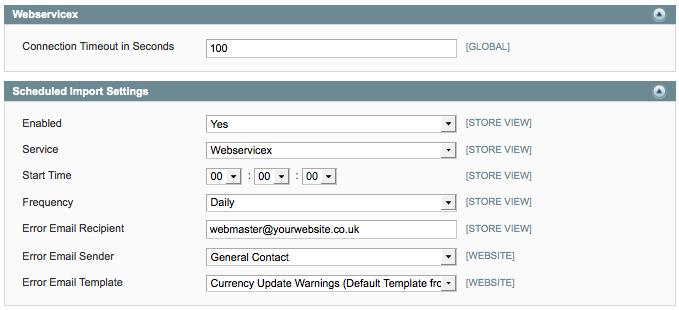 Webservicex
Connection Timeout in Seconds 100 [GLOBAL]
Scheduled Import Settings
Enabled Yes [STORE VIEW]
Service Webservicex [STORE VIEW]
Start Time 00 : 00 : 00 [STORE VIEW]
Frequency Daily [STORE VIEW]
Error Email Recipient webmaster@yourwebsite.co.uk [STORE VIEW]
Error Email Sender General Contact [WEBSITE]
Error Email Template Currency Update Warnings (Default Template frc [WEBSITE]